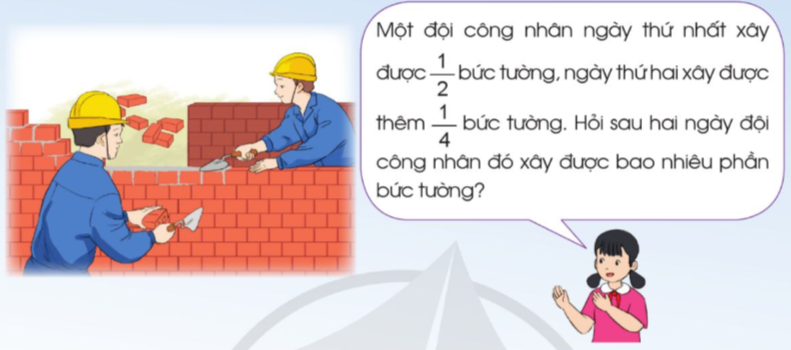 Một đội công nhân ngày thứ nhất xây
được 1/2 bức tường, ngày thứ hai xây được
thêm 1/4 bức tường. Hỏi sau hai ngày đội
công nhân đó xây được bao nhiêu phần
bức tường?